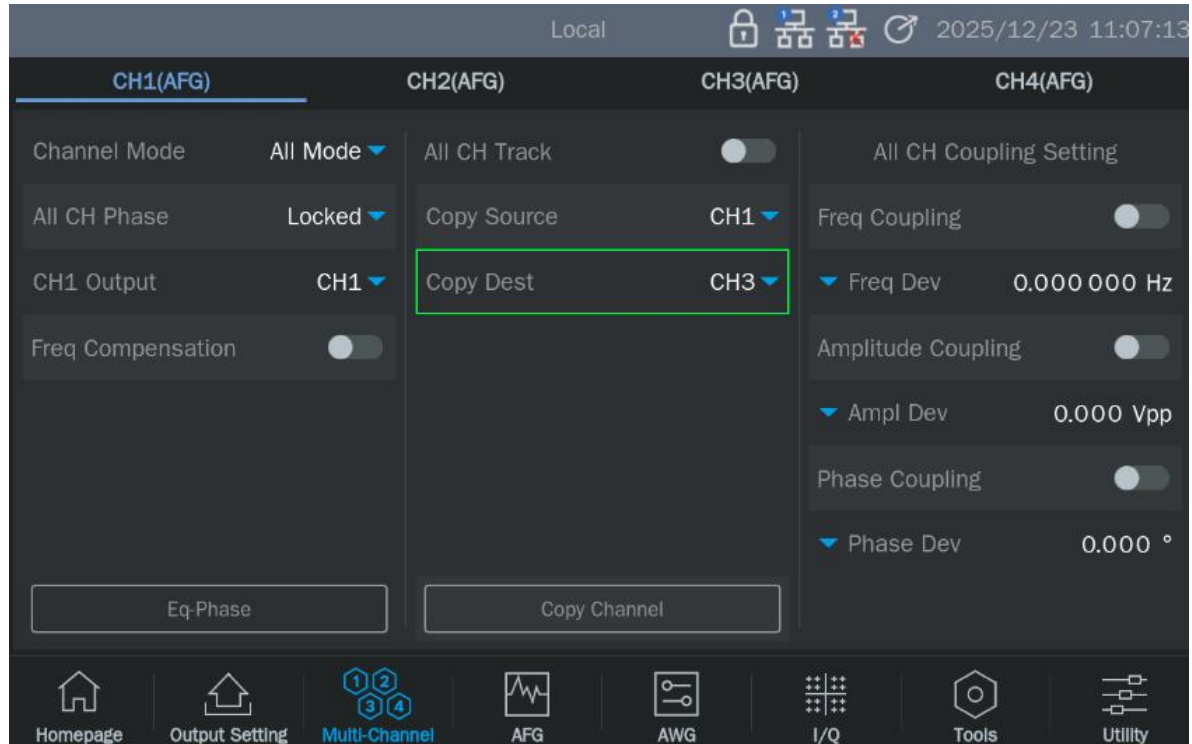 Local 1 2 2025/12/23 11:07:13
CH1(AFG) CH2(AFG) CH3(AFG) CH4(AFG)
Channel Mode All Mode
All CH Phase Locked
CH1 Output CH1
Freq Compensation
Eq-Phase
All CH Track
Copy Source CH1
Copy Dest CH3
Copy Channel
All CH Coupling Setting
Freq Coupling
Freq Dev 0.000 000 Hz
Amplitude Coupling
Ampl Dev 0.000 Vpp
Phase Coupling
Phase Dev 0.000 °
1 2
3 4
Homepage Output Setting Multi-Channel AFG AWG I/Q Tools Utility